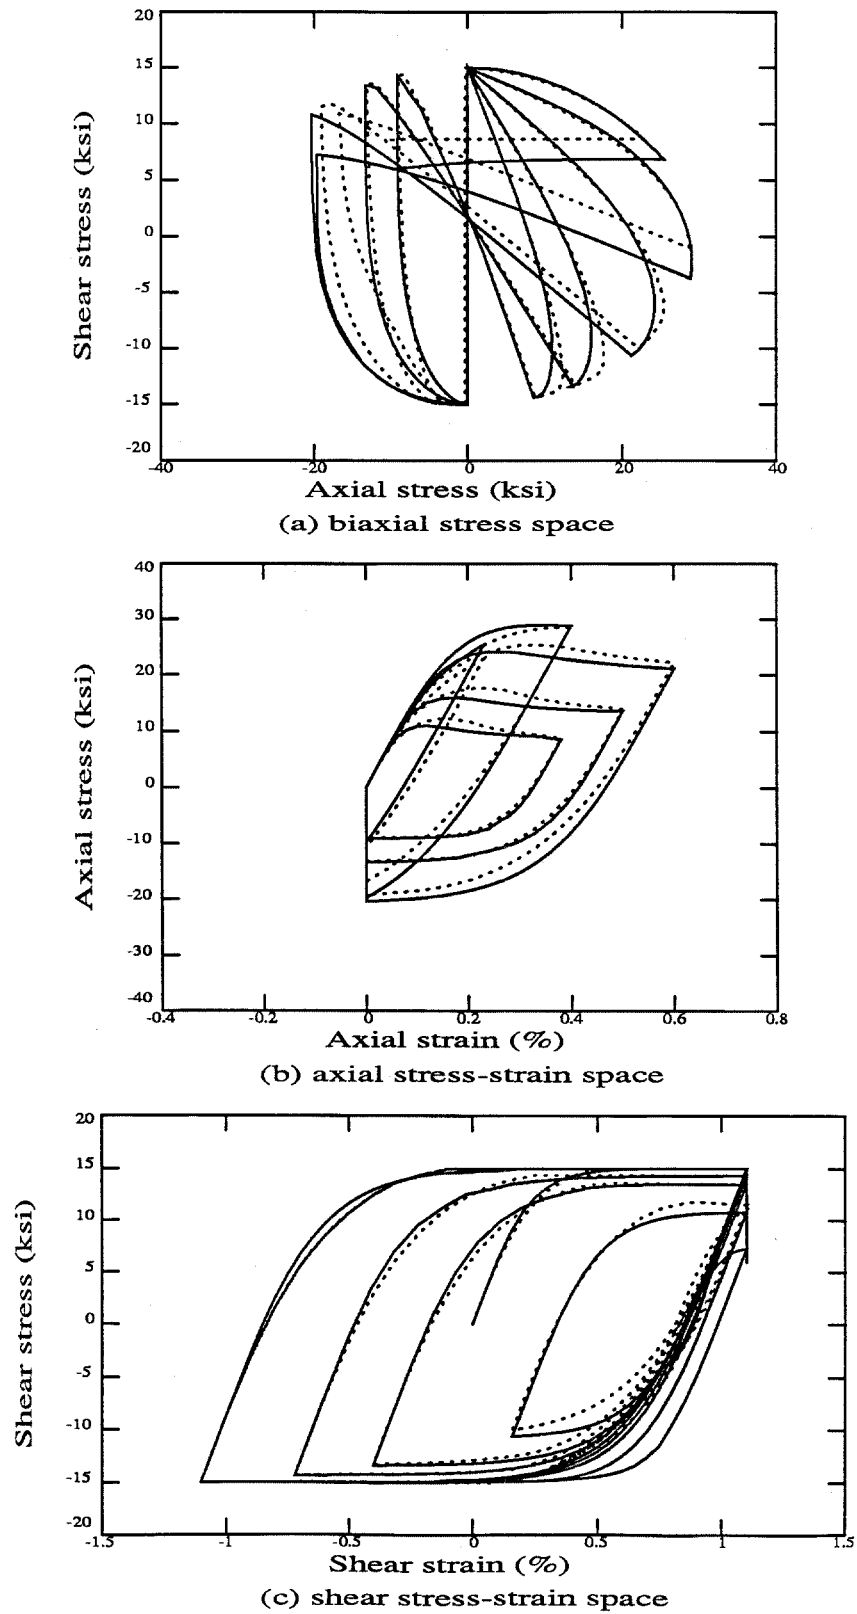 20
15
10
5
0
-5
-10
-15
-20
Shear stress (ksi)
-40 -20 0 20 40
Axial stress (ksi)
(a) biaxial stress space
40
30
20
10
0
-10
-20
-30
-40
Axial stress (ksi)
-0.4 -0.2 0 0.2 0.4 0.6 0.8
Axial strain (%)
(b) axial stress-strain space
20
15
10
5
0
-5
-10
-15
-20
Shear stress (ksi)
-1.5 -1 -0.5 0 0.5 1 1.5
Shear strain (%)
(c) shear stress-strain space